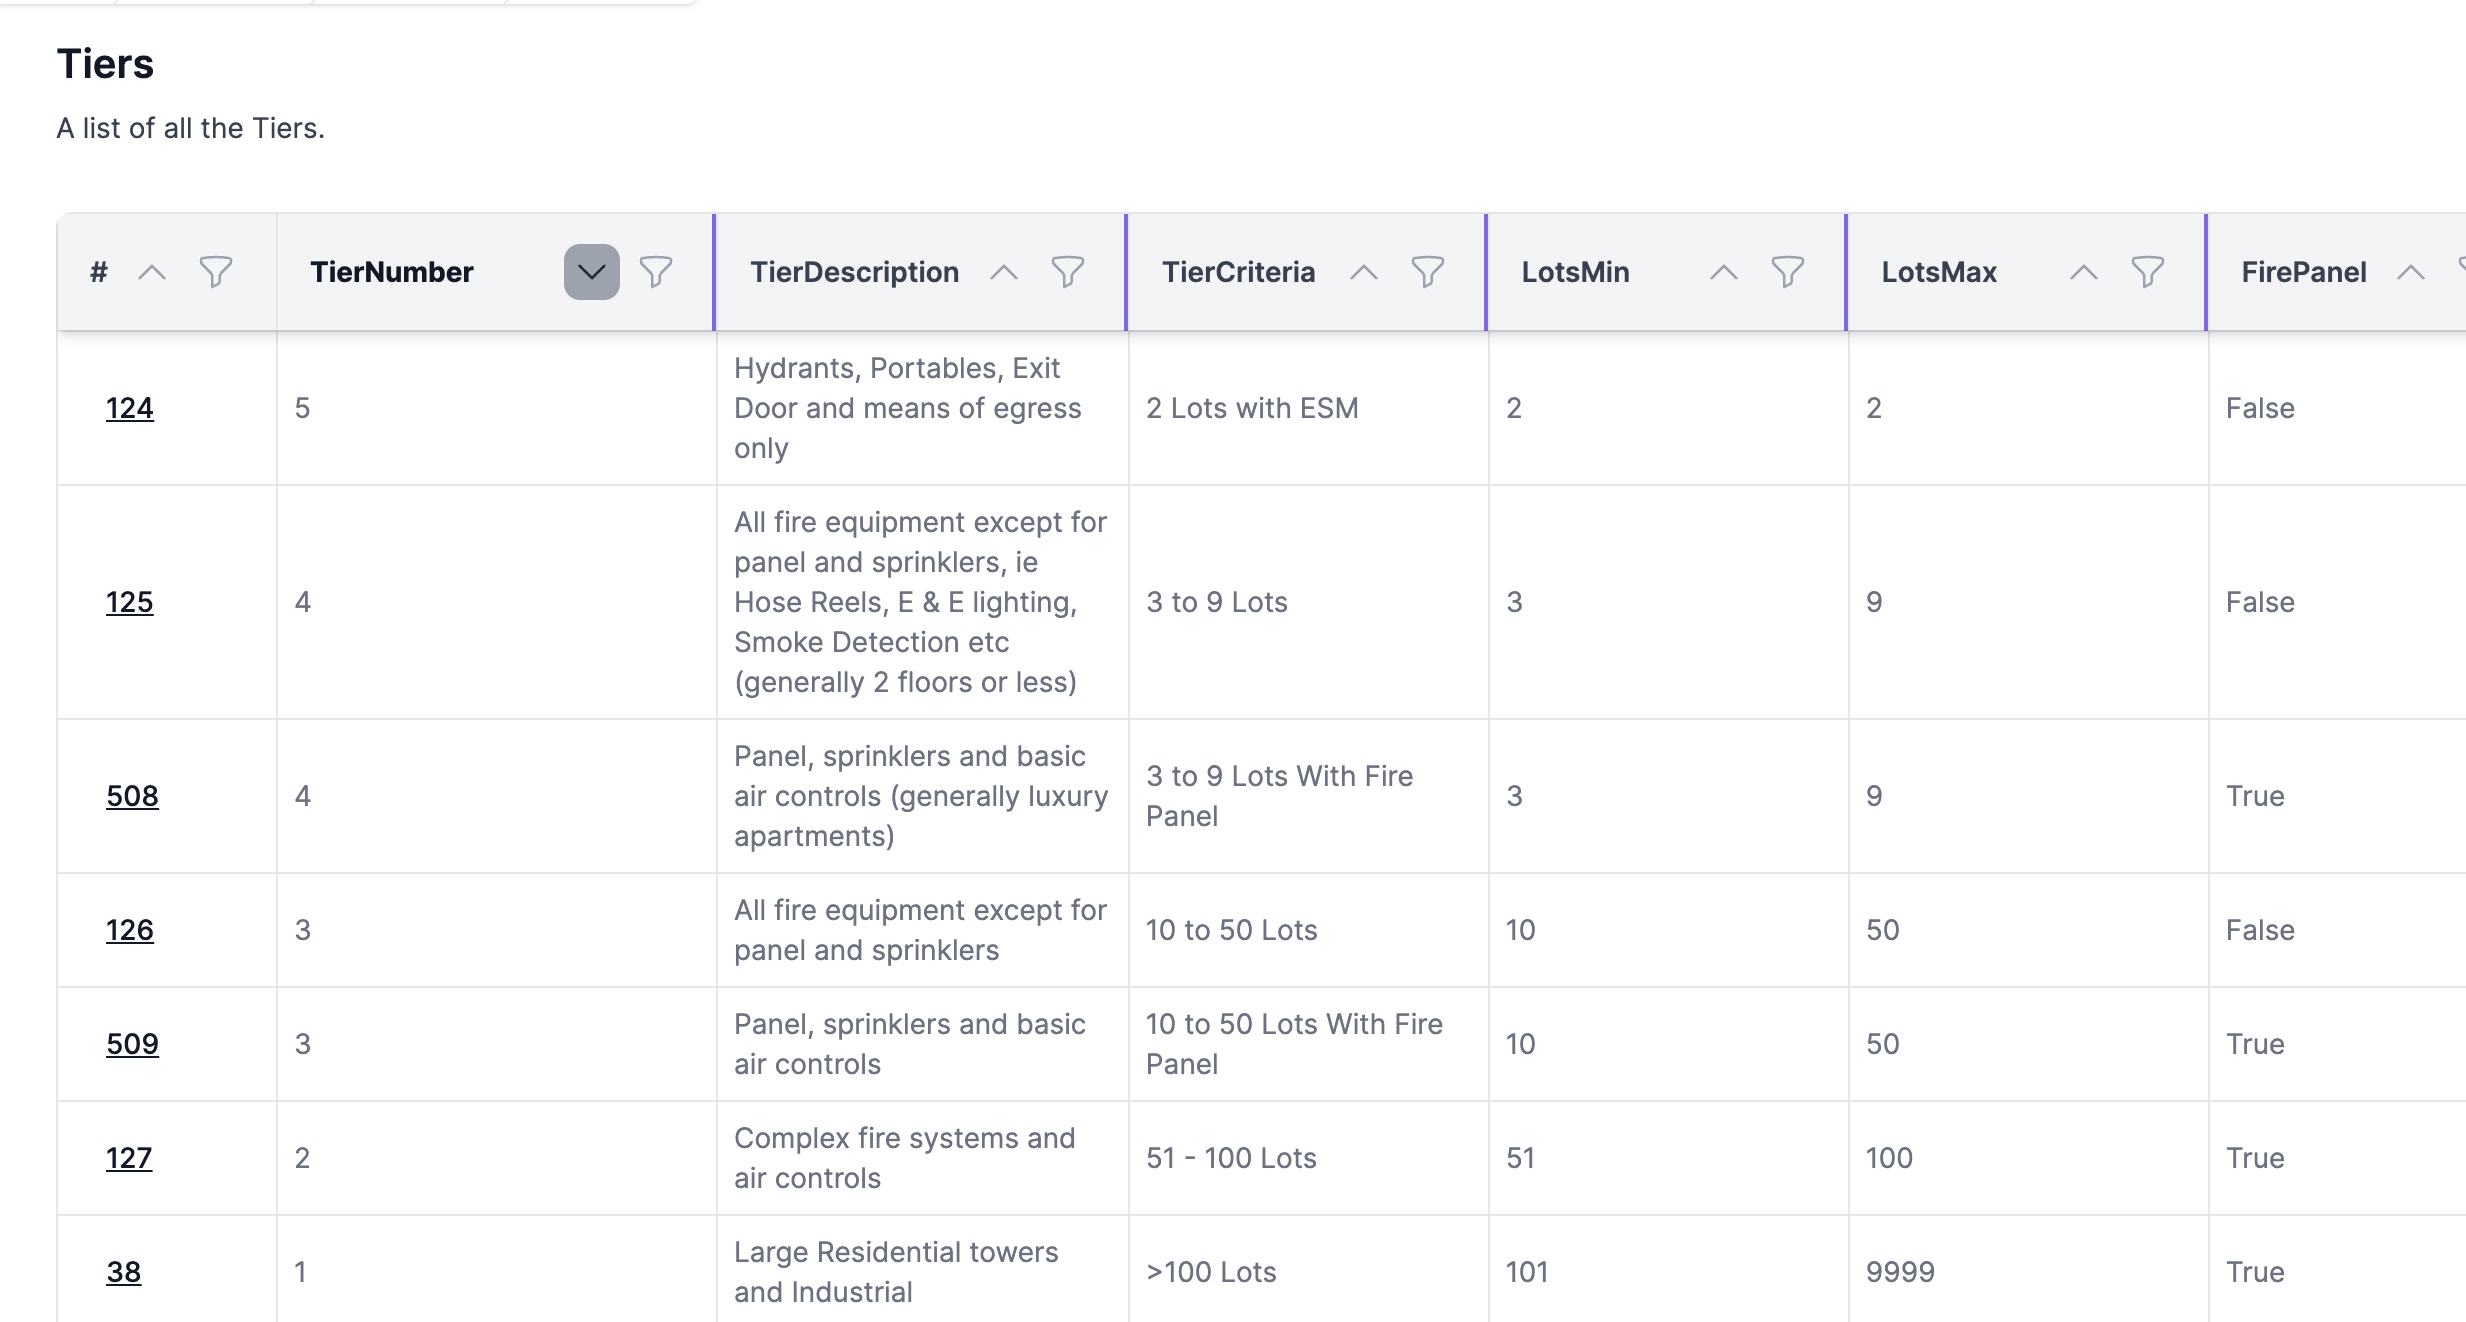 Tiers
A list of all the Tiers.
# TierNumber TierDescription TierCriteria LotsMin LotsMax FirePanel
124 5 Hydrants, Portables, Exit Door and means of egress only 2 Lots with ESM 2 2 False
125 4 All fire equipment except for panel and sprinklers, ie Hose Reels, E & E lighting, Smoke Detection etc (generally 2 floors or less) 3 to 9 Lots 3 9 False
508 4 Panel, sprinklers and basic air controls (generally luxury apartments) 3 to 9 Lots With Fire Panel 3 9 True
126 3 All fire equipment except for panel and sprinklers 10 to 50 Lots 10 50 False
509 3 Panel, sprinklers and basic air controls 10 to 50 Lots With Fire Panel 10 50 True
127 2 Complex fire systems and air controls 51 - 100 Lots 51 100 True
38 1 Large Residential towers and Industrial >100 Lots 101 9999 True